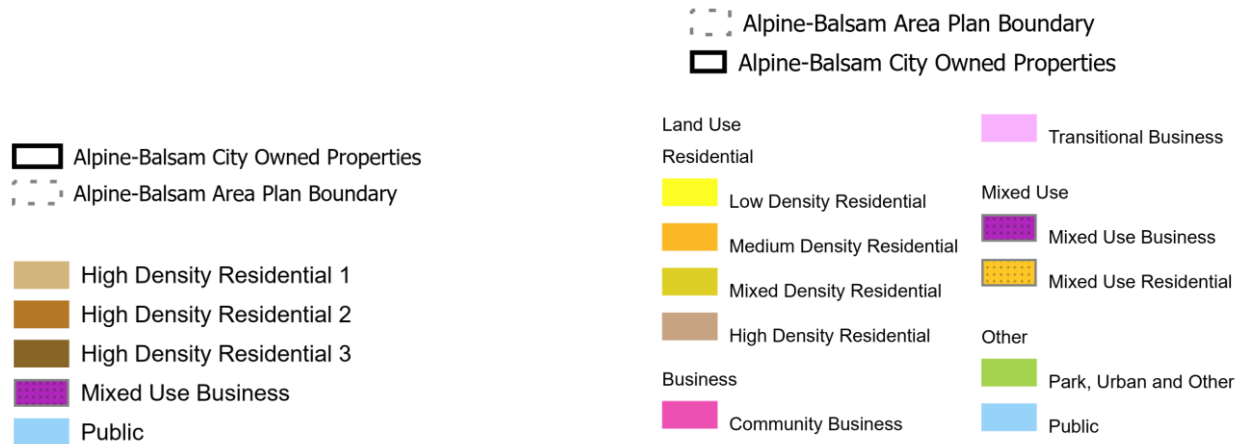 Alpine-Balsam City Owned Properties
Alpine-Balsam Area Plan Boundary
High Density Residential 1
High Density Residential 2
High Density Residential 3
Mixed Use Business
Public
Alpine-Balsam Area Plan Boundary
Alpine-Balsam City Owned Properties
Land Use
Residential
Low Density Residential
Medium Density Residential
Mixed Density Residential
High Density Residential
Business
Community Business
Transitional Business
Mixed Use
Mixed Use Business
Mixed Use Residential
Other
Park, Urban and Other
Public